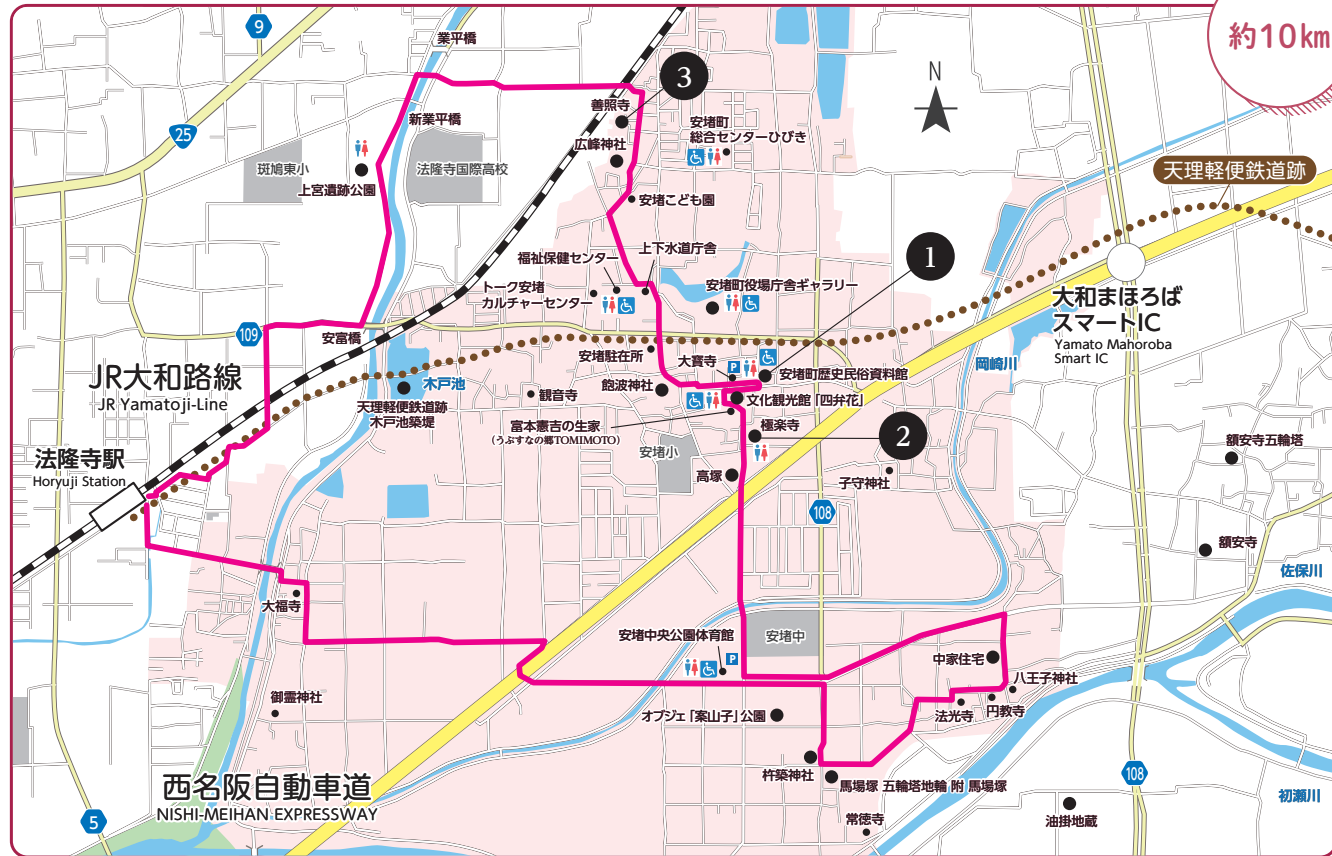 約10km
9
業平橋
N
3
善照寺
安堵町
総合センターひびき
新業平橋
25
広峰神社
斑鳩東小
法隆寺国際高校
天理軽便鉄道跡
上宮遺跡公園
安堵こども園
1
上下水道庁舎
福祉保健センター
トーク安堵
カルチャーセンター
安堵町役場庁舎ギャラリー
大和まほろば
スマートIC
Yamato Mahoroba
Smart IC
109
安富橋
安堵駐在所
大寳寺
P
岡崎川
JR大和路線
JR Yamatoji-Line
木戸池
安堵町歴史民俗資料館
飽波神社
観音寺
天理軽便鉄道跡
木戸池築堤
文化観光館「四弁花」
富本憲吉の生家
(うぶすなの郷TOMIMOTO)
極楽寺
2
安堵小
額安寺五輪塔
法隆寺駅
Horyuji Station
高塚
子守神社
108
額安寺
佐保川
大福寺
安堵中央公園体育館
P
安堵中
中家住宅
八王子神社
御霊神社
オブジェ「案山子」公園
法光寺
円教寺
杵築神社
西名阪自動車道
NISHI-MEIHAN EXPRESSWAY
馬場塚 五輪塔地輪 附 馬場塚
108
初瀬川
5
常徳寺
油掛地蔵